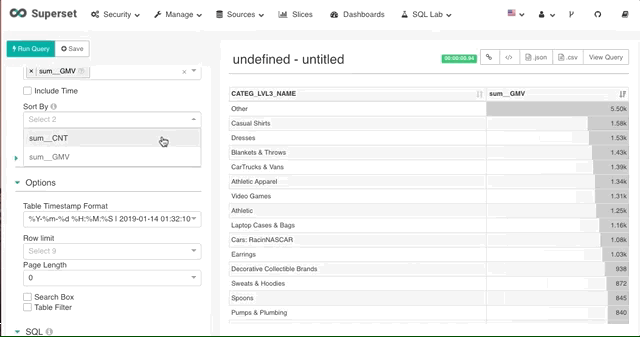 Superset Security Manage Sources Slices Dashboards SQL Lab
Run Query Save
× sum__GMV ×
Include Time
Sort By
Select 2
sum__CNT
sum__GMV
Options
Table Timestamp Format
%Y-%m-%d %H:%M:%S | 2019-01-14 01:32:10
Row limit
Select 9
Page Length
0
Search Box
Table Filter
SQL
undefined - untitled
00:00:00.84 .json .csv View Query
CATEG_LVL3_NAME sum__GMV
Other 5.50k
Casual Shirts 1.58k
Dresses 1.53k
Blankets & Throws 1.43k
CarTrucks & Vans 1.39k
Athletic Apparel 1.34k
Video Games 1.31k
Athletic 1.25k
Laptop Cases & Bags 1.16k
Cars: RacinNASCAR 1.08k
Earrings 1.03k
Decorative Collectible Brands 938
Sweats & Hoodies 872
Spoons 845
Pumps & Plumbing 840